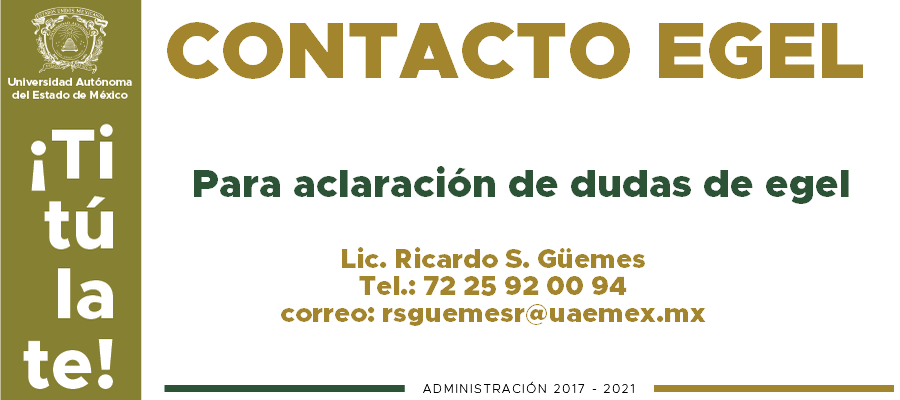 Universidad Autónoma
del Estado de México
¡Ti
tú
la
te!
CONTACTO EGEL
Para aclaración de dudas de egel
Lic. Ricardo S. Güemes
Tel.: 72 25 92 00 94
correo: rsguemesr@uaemex.mx
ADMINISTRACIÓN 2017 - 2021